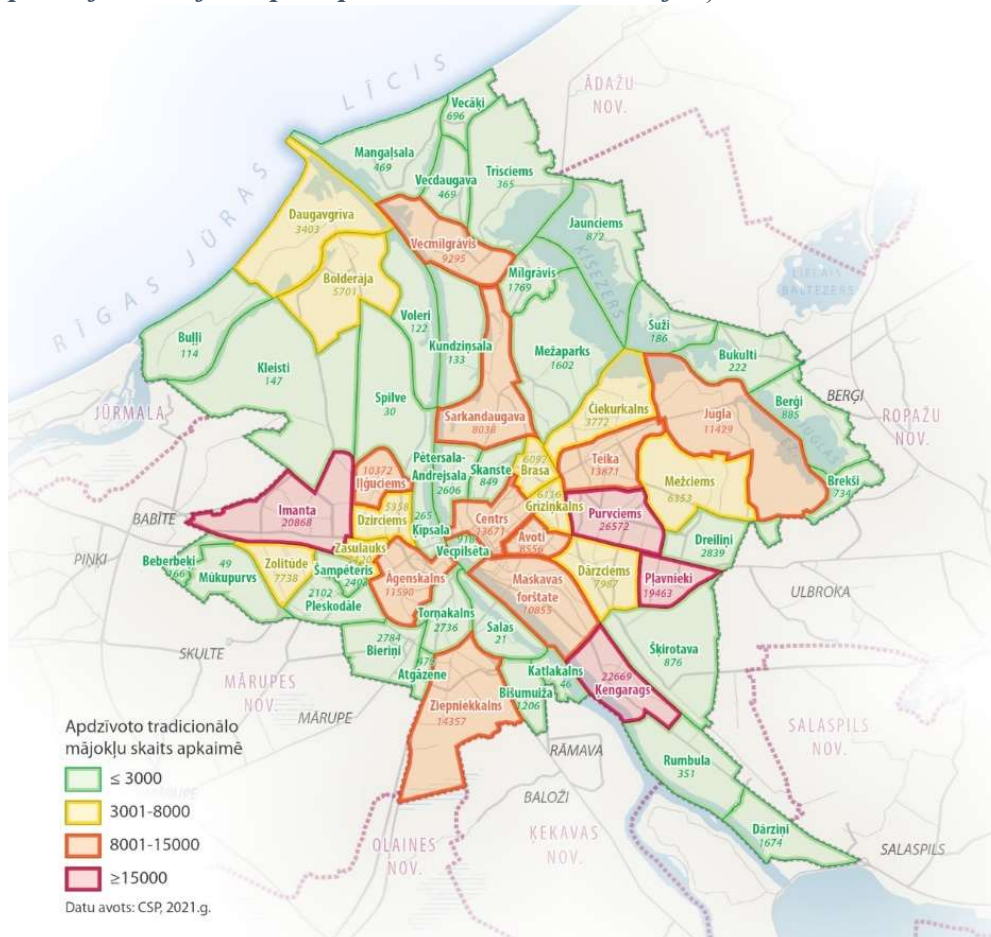 RĪGAS JŪRAS LĪCIS
ĀDAŽU
NOV.
Vecāķi
696
Mangaļsala
469
Vecdaugava
469
Trisciems
365
Jaunciems
872
ĶĪŠEZERS
LIELAIS
BALTEZERS
Daugavgrīva
3403
Vecmīlgrāvis
9295
Bolderāja
5701
Mīlgrāvis
1769
Voleri
122
Kundziņsala
133
Suži
186
Buļļi
114
Mežaparks
1602
Bukulti
222
Kleisti
147
Spilve
30
Čiekurkalns
3772
Berģi
885
BERĢI
JŪRMALA
Sarkandaugava
8038
Jugla
11429
ROPAŽU
NOV.
Pētersala-
Andrejsala
2606
Skanste
849
6092
Brasa
Teika
13871
Mežciems
6353
Brekši
734
10372
Iļģuciems
Imanta
20868
5358
Dzirciems
265
Ķīpsala
Centrs
13671
6136
Grīziņkalns
Purvciems
26572
BABĪTE
Dreiliņi
2839
918
Vecpilsēta
Avoti
8556
PIŅĶI
Beberbeķi
49
Mūkupurvs
Zolitūde
7738
Zasulauks
Šampēteris
2102
Pleskodāle
Āgenskalns
11590
Maskavas
forštate
10855
Dārzciems
7987
Pļavnieki
19463
ULBROKA
Torņakalns
2736
Salas
21
SKULTE
2784
Bieriņi
Atgāzene
Katlakalns
46
Šķirotava
876
MĀRUPES
NOV.
MĀRUPE
Ziepniekkalns
14357
Bišumuiža
1206
22669
Ķengarags
SALASPILS
NOV.
RĀMAVA
Rumbula
351
BALOŽI
Dārziņi
1674
SALASPILS
OLAINES
NOV.
ĶEKAVAS
NOV.
Apdzīvoto tradicionālo
mājokļu skaits apkaimē
≤ 3000
3001-8000
8001-15000
≥15000
Datu avots: CSP, 2021.g.